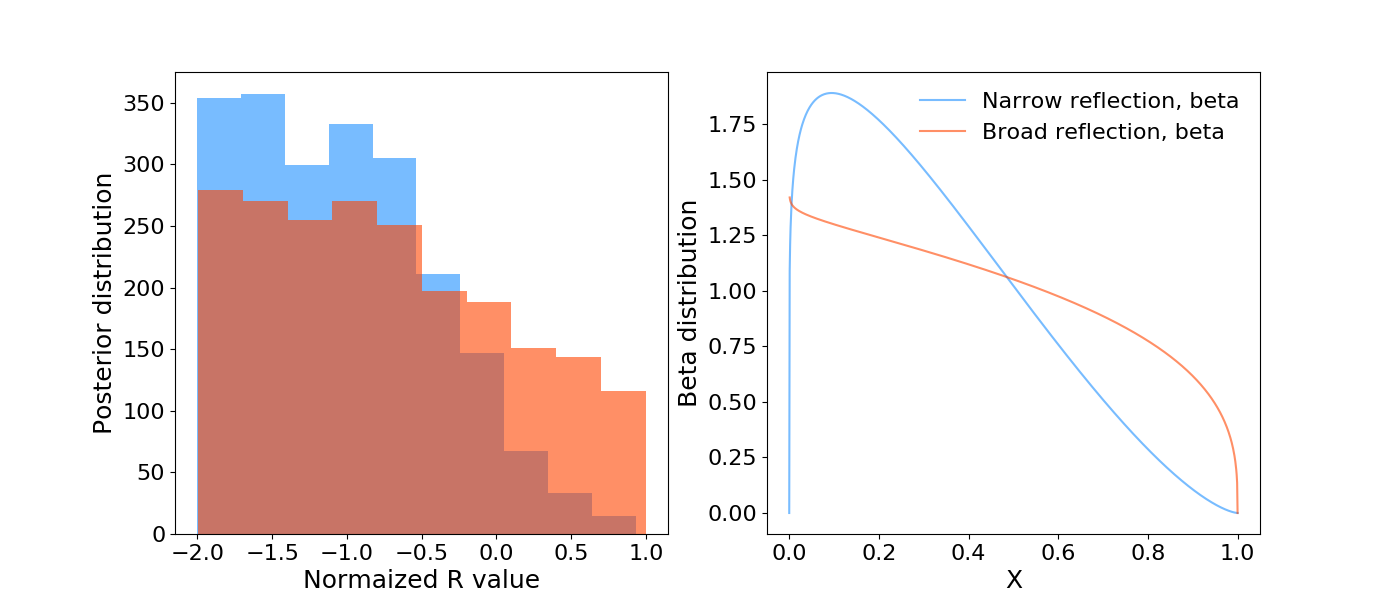 Posterior distribution
350
300
250
200
150
100
50
0
−2.0 −1.5 −1.0 −0.5 0.0 0.5 1.0
Normaized R value
Beta distribution
1.75
1.50
1.25
1.00
0.75
0.50
0.25
0.00
0.0 0.2 0.4 0.6 0.8 1.0
X
Narrow reflection, beta
Broad reflection, beta